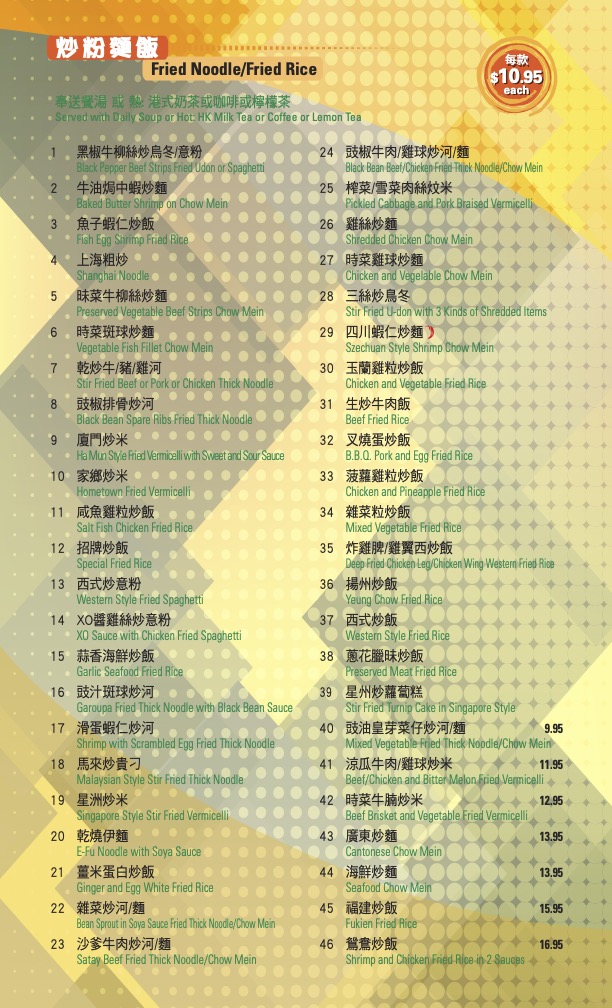 炒粉麵飯
Fried Noodle/Fried Rice
每款
$10.95
each
奉送餐湯 或 熱: 港式奶茶或咖啡或檸檬茶
Served with Daily Soup or Hot: HK Milk Tea or Coffee or Lemon Tea
1 黑椒牛柳絲炒烏冬/意粉
Black Pepper Beef Strips Fried Udon or Spaghetti
2 牛油焗中蝦炒麵
Baked Butter Shrimp on Chow Mein
3 魚子蝦仁炒飯
Fish Egg Shrimp Fried Rice
4 上海粗炒
Shanghai Noodle
5 味菜牛柳絲炒麵
Preserved Vegetable Beef Strips Chow Mein
6 時菜斑球炒麵
Vegetable Fish Fillet Chow Mein
7 乾炒牛/豬/雞河
Stir Fried Beef or Pork or Chicken Thick Noodle
8 豉椒排骨炒河
Black Bean Spare Ribs Fried Thick Noodle
9 廈門炒米
Ha Mun Style Fried Vermicelli with Sweet and Sour Sauce
10 家鄉炒米
Hometown Fried Vermicelli
11 咸魚雞粒炒飯
Salt Fish Chicken Fried Rice
12 招牌炒飯
Special Fried Rice
13 西式炒意粉
Western Style Fried Spaghetti
14 XO醬雞絲炒意粉
XO Sauce with Chicken Fried Spaghetti
15 蒜香海鮮炒飯
Garlic Seafood Fried Rice
16 豉汁斑球炒河
Garoupa Fried Thick Noodle with Black Bean Sauce
17 滑蛋蝦仁炒河
Shrimp with Scrambled Egg Fried Thick Noodle
18 馬來炒貴刁
Malaysian Style Stir Fried Thick Noodle
19 星洲炒米
Singapore Style Stir Fried Vermicelli
20 乾燒伊麵
E-Fu Noodle with Soya Sauce
21 薑米蛋白炒飯
Ginger and Egg White Fried Rice
22 雜菜炒河/麵
Bean Sprout in Soya Sauce Fried Thick Noodle/Chow Mein
23 沙爹牛肉炒河/麵
Satay Beef Fried Thick Noodle/Chow Mein
24 豉椒牛肉/雞球炒河/麵
Black Bean Beef/Chicken Fried Thick Noodle/Chow Mein
25 榨菜/雪菜肉絲炆米
Pickled Cabbage and Pork Braised Vermicelli
26 雞絲炒麵
Shredded Chicken Chow Mein
27 時菜雞球炒麵
Chicken and Vegelable Chow Mein
28 三絲炒烏冬
Stir Fried U-don with 3 Kinds of Shredded Items
29 四川蝦仁炒麵
Szechuan Style Shrimp Chow Mein
30 玉蘭雞粒炒飯
Chicken and Vegetable Fried Rice
31 生炒牛肉飯
Beef Fried Rice
32 叉燒蛋炒飯
B.B.Q. Pork and Egg Fried Rice
33 菠蘿雞粒炒飯
Chicken and Pineapple Fried Rice
34 雜菜粒炒飯
Mixed Vegetable Fried Rice
35 炸雞脾/雞翼西炒飯
Deep Fried Chicken Leg/Chicken Wing Western Fried Rice
36 揚州炒飯
Yeung Chow Fried Rice
37 西式炒飯
Western Style Fried Rice
38 蔥花臘味炒飯
Preserved Meat Fried Rice
39 星州炒蘿蔔糕
Stir Fried Turnip Cake in Singapore Style
40 豉油皇芽菜仔炒河/麵 9.95
Mixed Vegetable Fried Thick Noodle/Chow Mein
41 涼瓜牛肉/雞球炒米 11.95
Beef/Chicken and Bitter Melon Fried Vermicelli
42 時菜牛腩炒米 12.95
Beef Brisket and Vegetable Fried Vermicelli
43 廣東炒麵 13.95
Cantonese Chow Mein
44 海鮮炒麵 13.95
Seafood Chow Mein
45 福建炒飯 15.95
Fukien Fried Rice
46 鴛鴦炒飯 16.95
Shrimp and Chicken Fried Rice in 2 Sauces